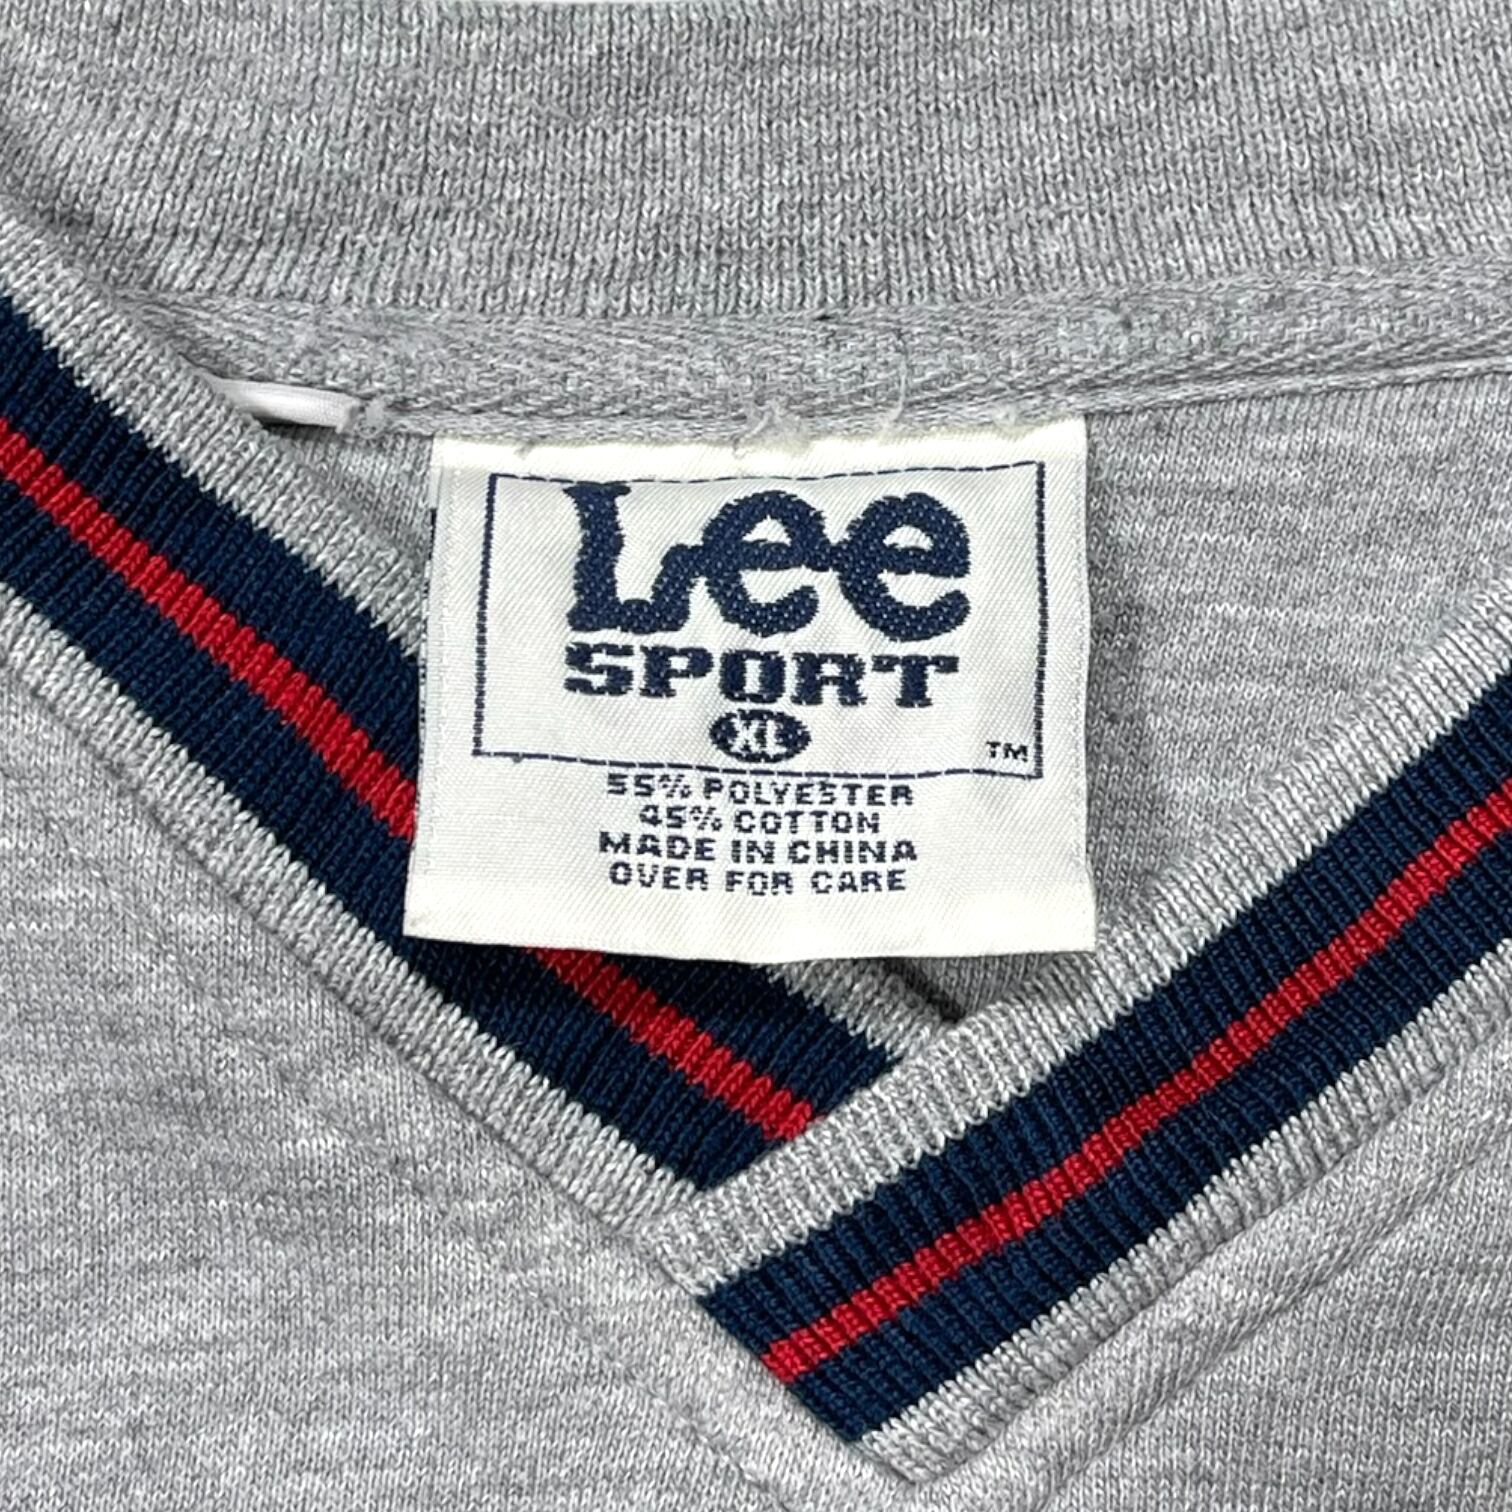 Lee
SPORT
XL
TM
55% POLYESTER
45% COTTON
MADE IN CHINA
OVER FOR CARE